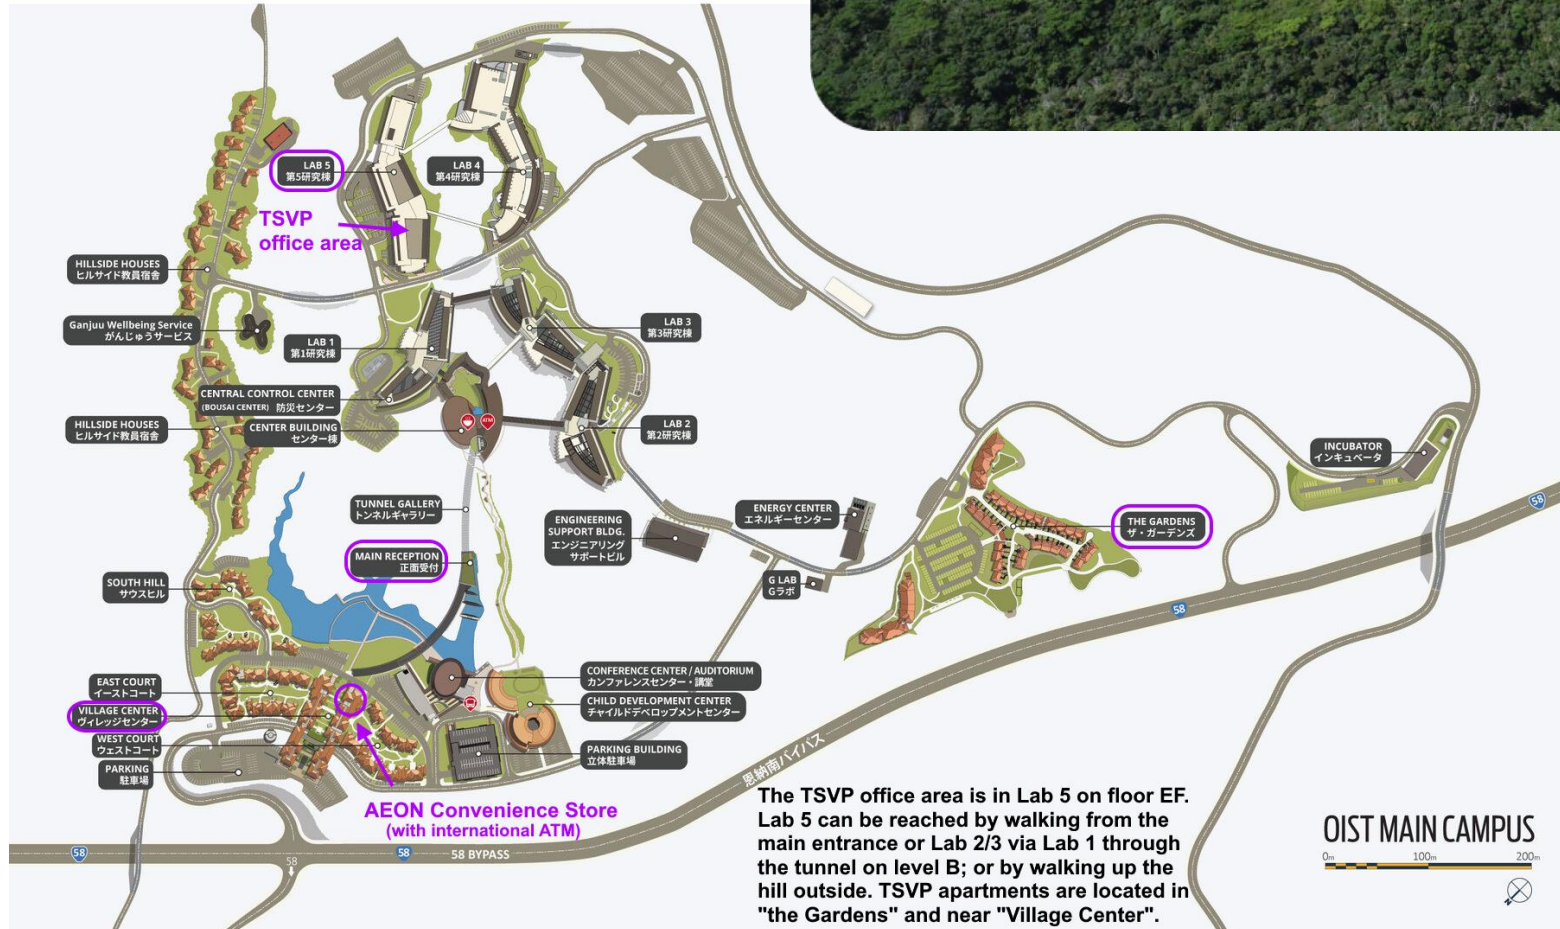 LAB 5
第5研究棟
LAB 4
第4研究棟
TSVP
office area
HILLSIDE HOUSES
ヒルサイド教員宿舎
Ganjuu Wellbeing Service
がんじゅうサービス
LAB 1
第1研究棟
LAB 3
第3研究棟
CENTRAL CONTROL CENTER
(BOUSAI CENTER) 防災センター
HILLSIDE HOUSES
ヒルサイド教員宿舎
CENTER BUILDING
センター棟
ATM
LAB 2
第2研究棟
INCUBATOR
インキュベータ
58
TUNNEL GALLERY
トンネルギャラリー
ENGINEERING
SUPPORT BLDG.
エンジニアリング
サポートビル
ENERGY CENTER
エネルギーセンター
THE GARDENS
ザ・ガーデンズ
MAIN RECEPTION
正面受付
SOUTH HILL
サウスヒル
G LAB
Gラボ
58
CONFERENCE CENTER / AUDITORIUM
カンファレンスセンター・講堂
EAST COURT
イーストコート
VILLAGE CENTER
ヴィレッジセンター
CHILD DEVELOPMENT CENTER
チャイルドデベロップメントセンター
WEST COURT
ウェストコート
PARKING BUILDING
立体駐車場
PARKING
駐車場
恩納南バイパス
AEON Convenience Store
(with international ATM)
58
58
58 BYPASS
58
The TSVP office area is in Lab 5 on floor EF.
Lab 5 can be reached by walking from the
main entrance or Lab 2/3 via Lab 1 through
the tunnel on level B; or by walking up the
hill outside. TSVP apartments are located in
"the Gardens" and near "Village Center".
OIST MAIN CAMPUS
0m 100m 200m